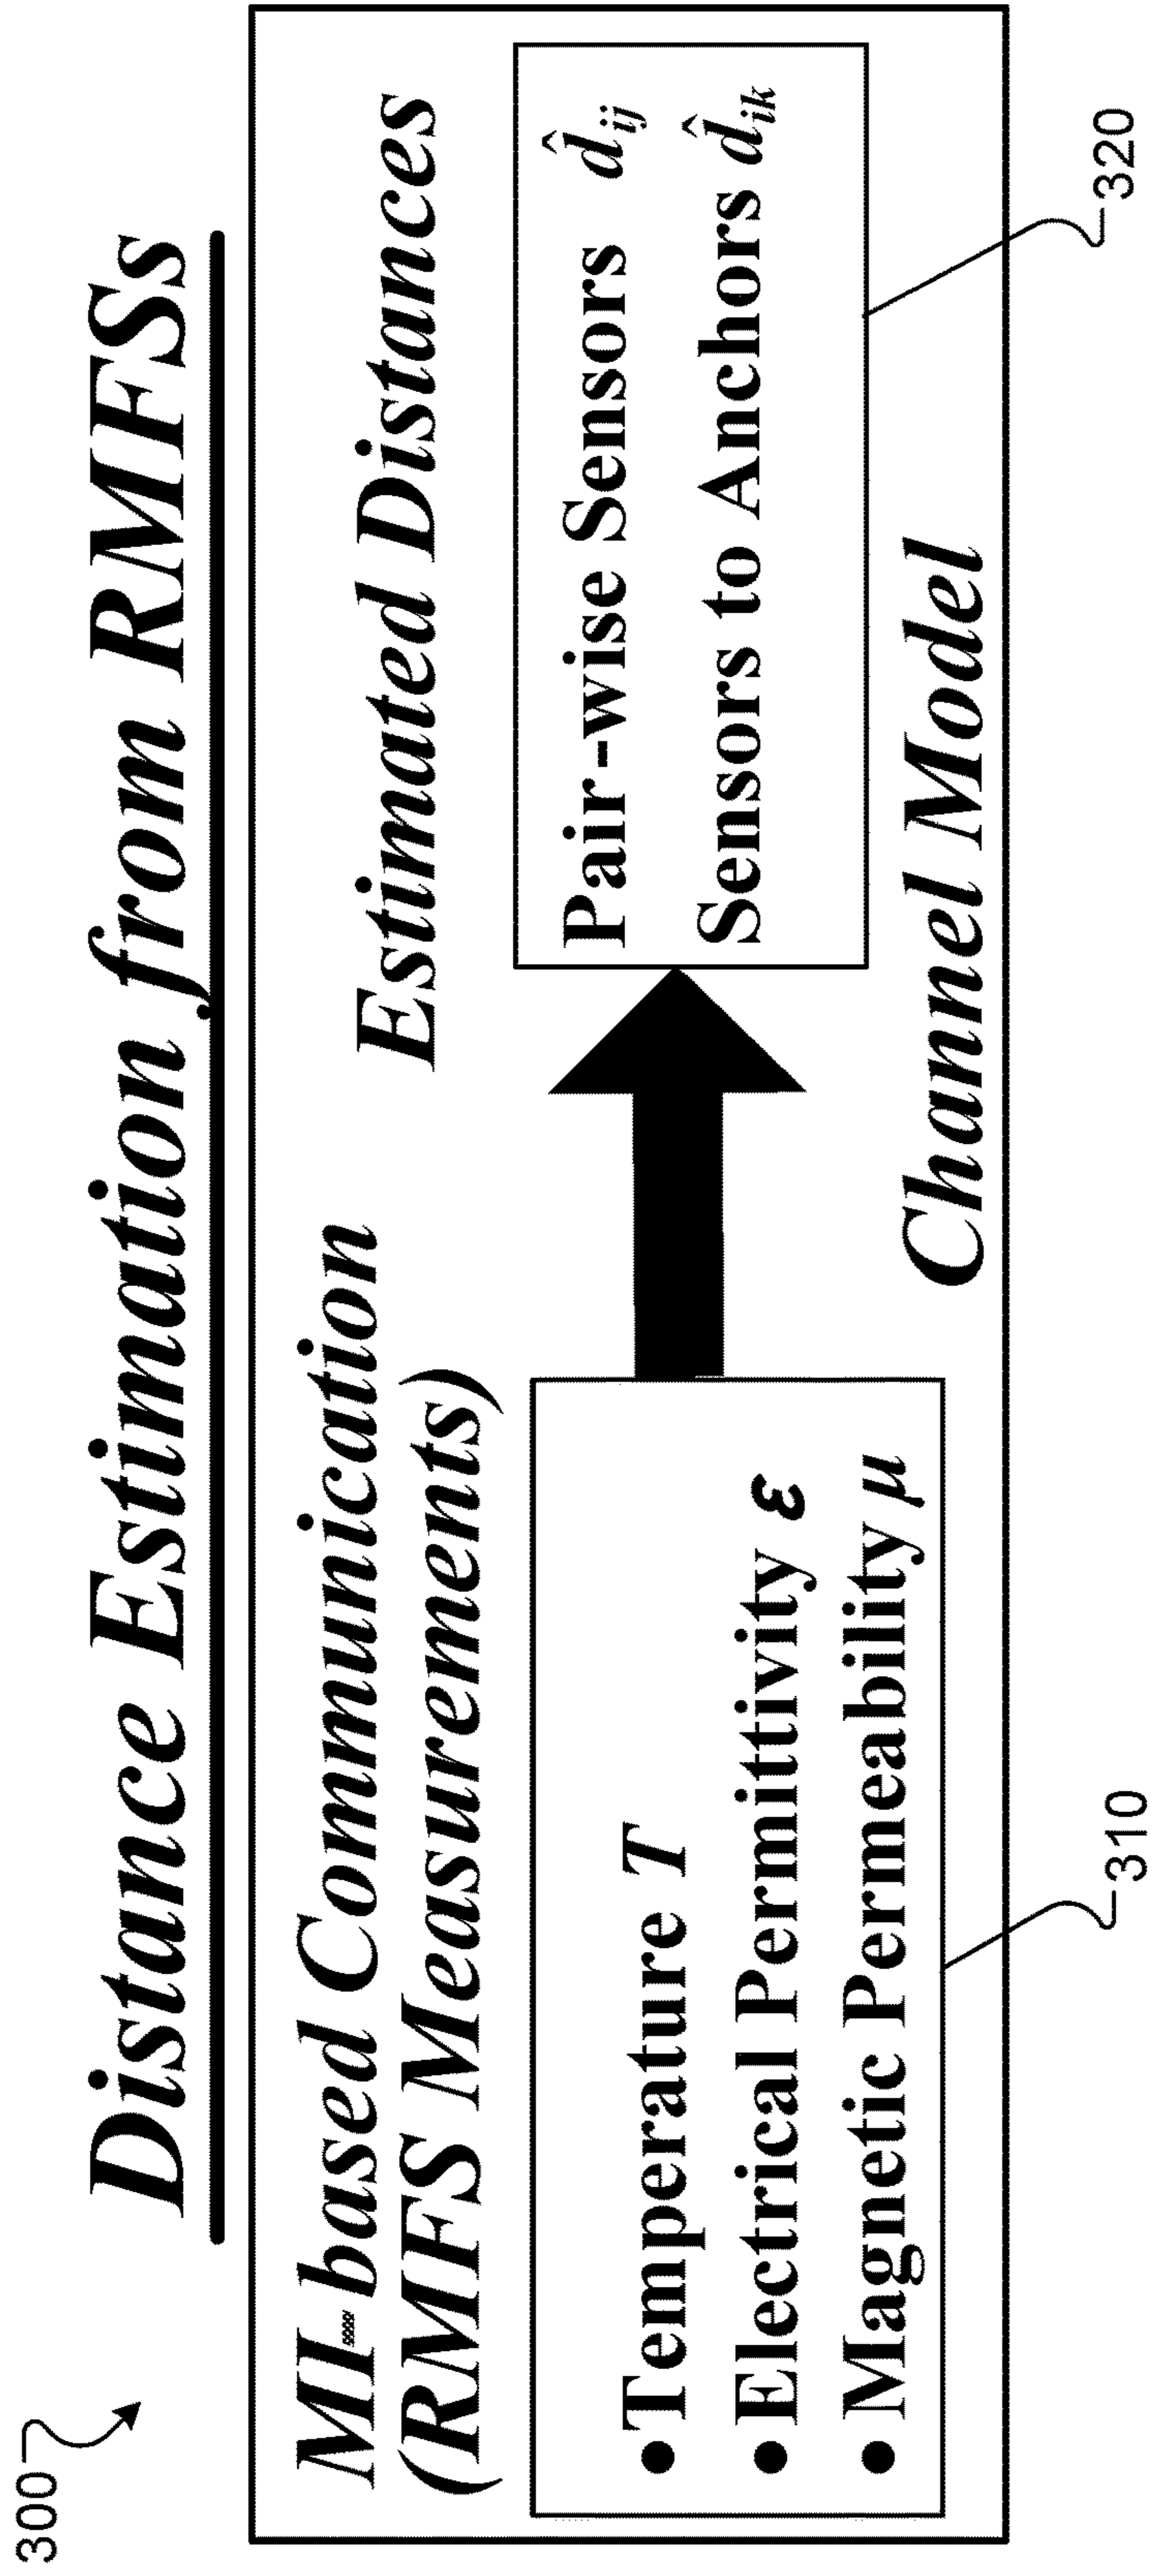 300
Distance Estimation from RMFSs
MI-based Communication
(RMFS Measurements)
• Temperature T
• Electrical Permittivity ε
• Magnetic Permeability μ
310
Estimated Distances
Pair-wise Sensors d̂ij
Sensors to Anchors d̂ik
Channel Model
320